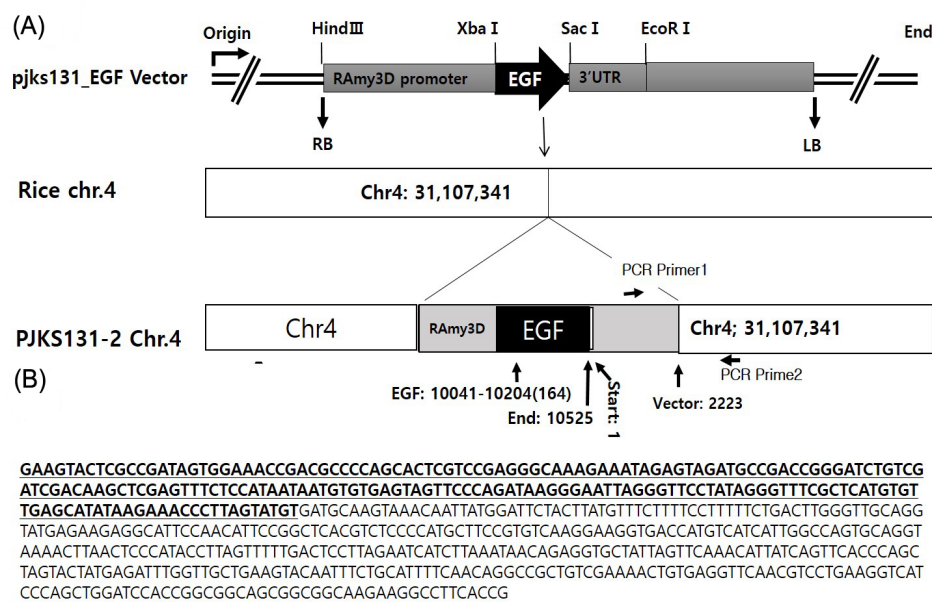 (A)
Origin
HindⅢ
Xba I
Sac I
EcoR I
End
pjks131_EGF Vector
RAmy3D promoter
EGF
3'UTR
RB
LB
Rice chr.4
Chr4: 31,107,341
PCR Primer1
PJKS131-2 Chr.4
Chr4
RAmy3D
EGF
Chr4; 31,107,341
PCR Prime2
EGF: 10041-10204(164)
End: 10525
Start: 1
Vector: 2223
(B)
GAAGTACTCGCCGATAGTGGAAACCGACGCCCCAGCACTCGTCCGAGGGCAAAGAAATAGAGTAGATGCCGACCGGGATCTGTCG
ATCGACAAGCTCGAGTTTCTCCATAATAATGTGTGAGTAGTTCCCAGATAAGGGAATTAGGGTTCCTATAGGGTTTCGCTCATGTGT
TGAGCATATAAGAAACCCTTAGTATGTGATGCAAGTAAACAATTATGGATTCTACTTATGTTTCTTTTCCTTTTTCTGACTTGGGTTGCAGG
TATGAGAAGAGGCATTCCAACATTCCGGCTCACGTCTCCCCATGCTTCCGTGTCAAGGAAGGTGACCATGTCATCATTGGCCAGTGCAGGT
AAAACTTAACTCCCATACCTTAGTTTTTGACTCCTTAGAATCATCTTAAATAACAGAGGTGCTATTAGTTCAAACATTATCAGTTCACCCAGC
TAGTACTATGAGATTTGGTTGCTGAAGTACAATTTCTGCATTTTCAACAGGCCGCTGTCGAAAACTGTGAGGTTCAACGTCCTGAAGGTCAT
CCCAGCTGGATCCACCGGCGGCAGCGGCGGCAAGAAGGCCTTCACCG